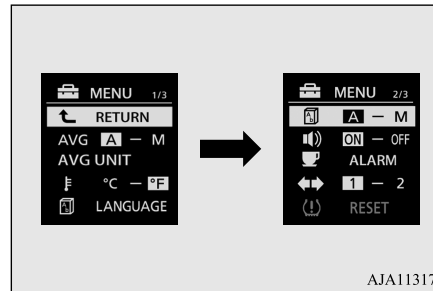 MENU 1/3
RETURN
AVG A — M
AVG UNIT
°C — °F
LANGUAGE
MENU 2/3
A — M
ON — OFF
ALARM
1 — 2
RESET
AJA11317